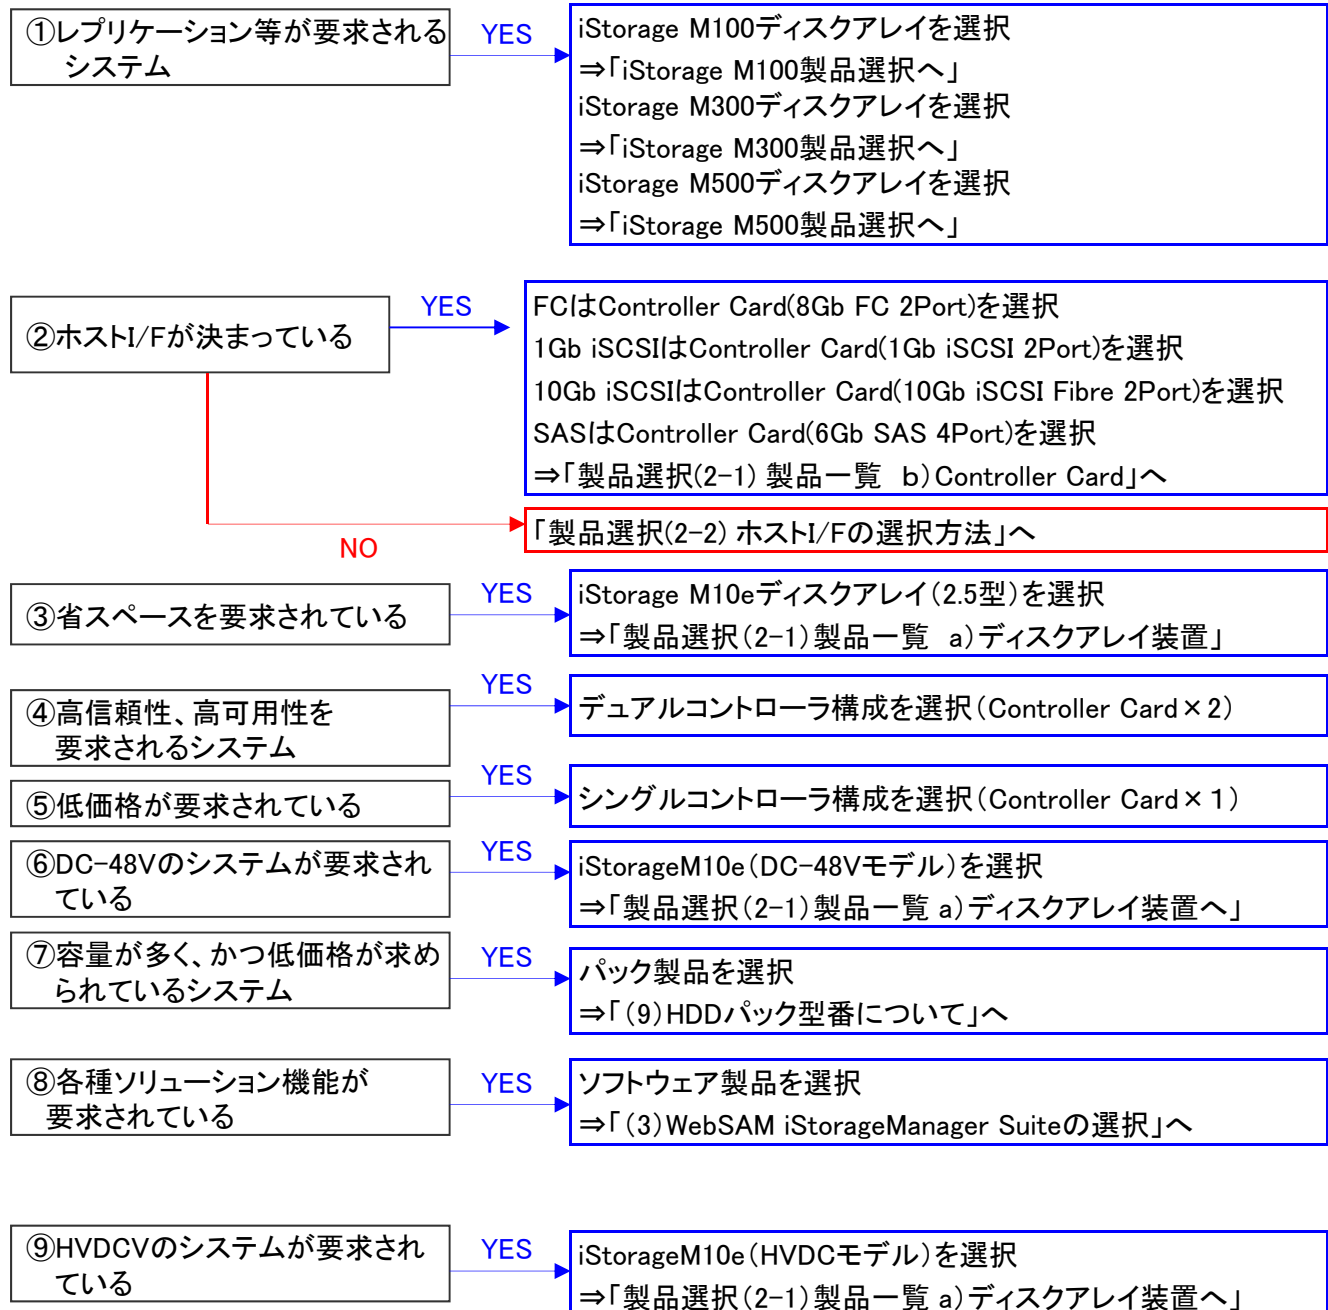 ①レプリケーション等が要求される
システム
YES
iStorage M100ディスクアレイを選択
⇒「iStorage M100製品選択へ」
iStorage M300ディスクアレイを選択
⇒「iStorage M300製品選択へ」
iStorage M500ディスクアレイを選択
⇒「iStorage M500製品選択へ」
②ホストI/Fが決まっている
YES
FCはController Card(8Gb FC 2Port)を選択
1Gb iSCSIはController Card(1Gb iSCSI 2Port)を選択
10Gb iSCSIはController Card(10Gb iSCSI Fibre 2Port)を選択
SASはController Card(6Gb SAS 4Port)を選択
⇒「製品選択(2-1) 製品一覧　b)Controller Card」へ
NO
「製品選択(2-2) ホストI/Fの選択方法」へ
③省スペースを要求されている
YES
iStorage M10eディスクアレイ(2.5型)を選択
⇒「製品選択(2-1)製品一覧　a)ディスクアレイ装置」
④高信頼性、高可用性を
要求されるシステム
YES
デュアルコントローラ構成を選択(Controller Card×2)
⑤低価格が要求されている
YES
シングルコントローラ構成を選択(Controller Card×１)
⑥DC-48Vのシステムが要求され
ている
YES
iStorageM10e(DC-48Vモデル)を選択
⇒「製品選択(2-1)製品一覧 a)ディスクアレイ装置へ」
⑦容量が多く、かつ低価格が求め
られているシステム
YES
パック製品を選択
⇒「(9)HDDパック型番について」へ
⑧各種ソリューション機能が
要求されている
YES
ソフトウェア製品を選択
⇒「(3)WebSAM iStorageManager Suiteの選択」へ
⑨HVDCVのシステムが要求され
ている
YES
iStorageM10e(HVDCモデル)を選択
⇒「製品選択(2-1)製品一覧 a)ディスクアレイ装置へ」